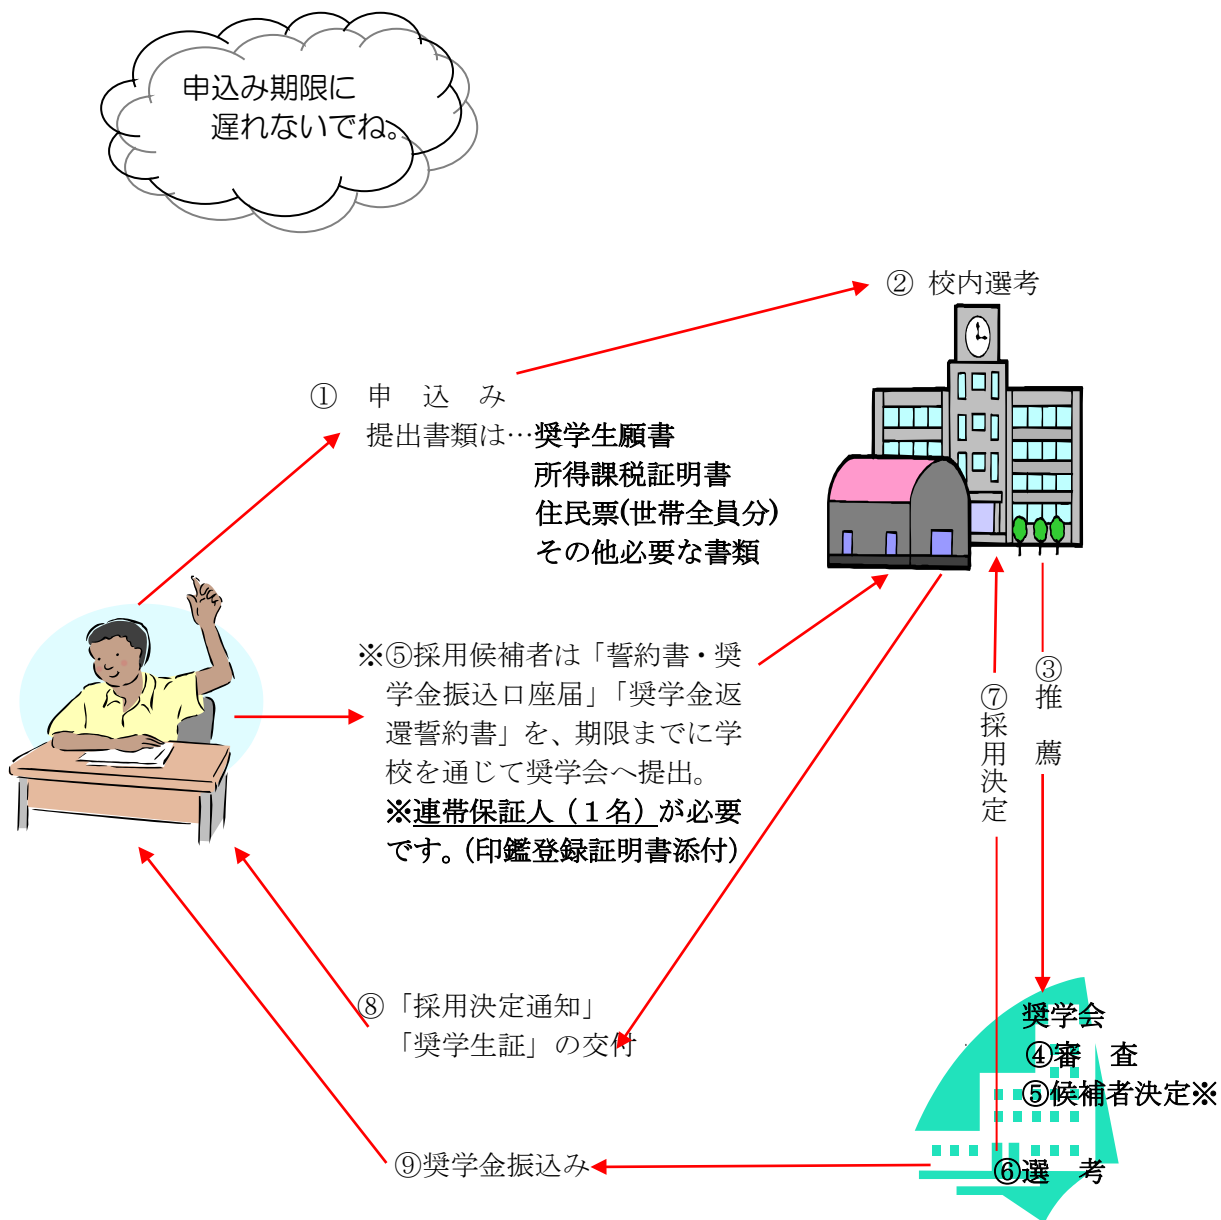 申込み期限に
遅れないでね。
② 校内選考
① 申 込 み
提出書類は…奨学生願書
所得課税証明書
住民票(世帯全員分)
その他必要な書類
※⑤採用候補者は「誓約書・奨
学金振込口座届」「奨学金返
還誓約書」を、期限までに学
校を通じて奨学会へ提出。
※連帯保証人（１名）が必要
です。(印鑑登録証明書添付)
⑦採用決定
③推 薦
⑧「採用決定通知」
「奨学生証」の交付
奨学会
④審 査
⑤候補者決定※
⑥選 考
⑨奨学金振込み